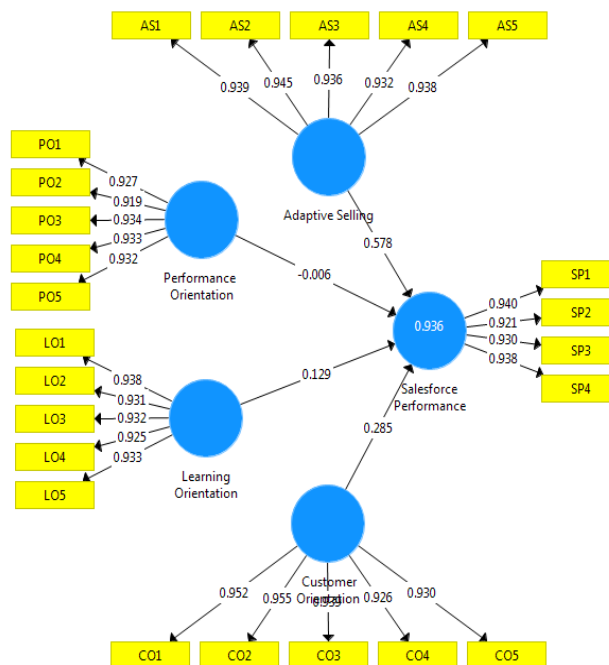 AS1 AS2 AS3 AS4 AS5
0.939 0.945 0.936 0.932 0.938
Adaptive Selling
0.578
PO1
PO2
PO3
PO4
PO5
0.927
0.919
0.934
0.933
0.932
Performance
Orientation
-0.006
LO1
LO2
LO3
LO4
LO5
0.938
0.931
0.932
0.925
0.933
Learning
Orientation
0.129
0.936
Salesforce
Performance
SP1
SP2
SP3
SP4
0.940
0.921
0.930
0.938
0.285
Customer
Orientation
0.952 0.955 0.926 0.930
CO1 CO2 CO3 CO4 CO5